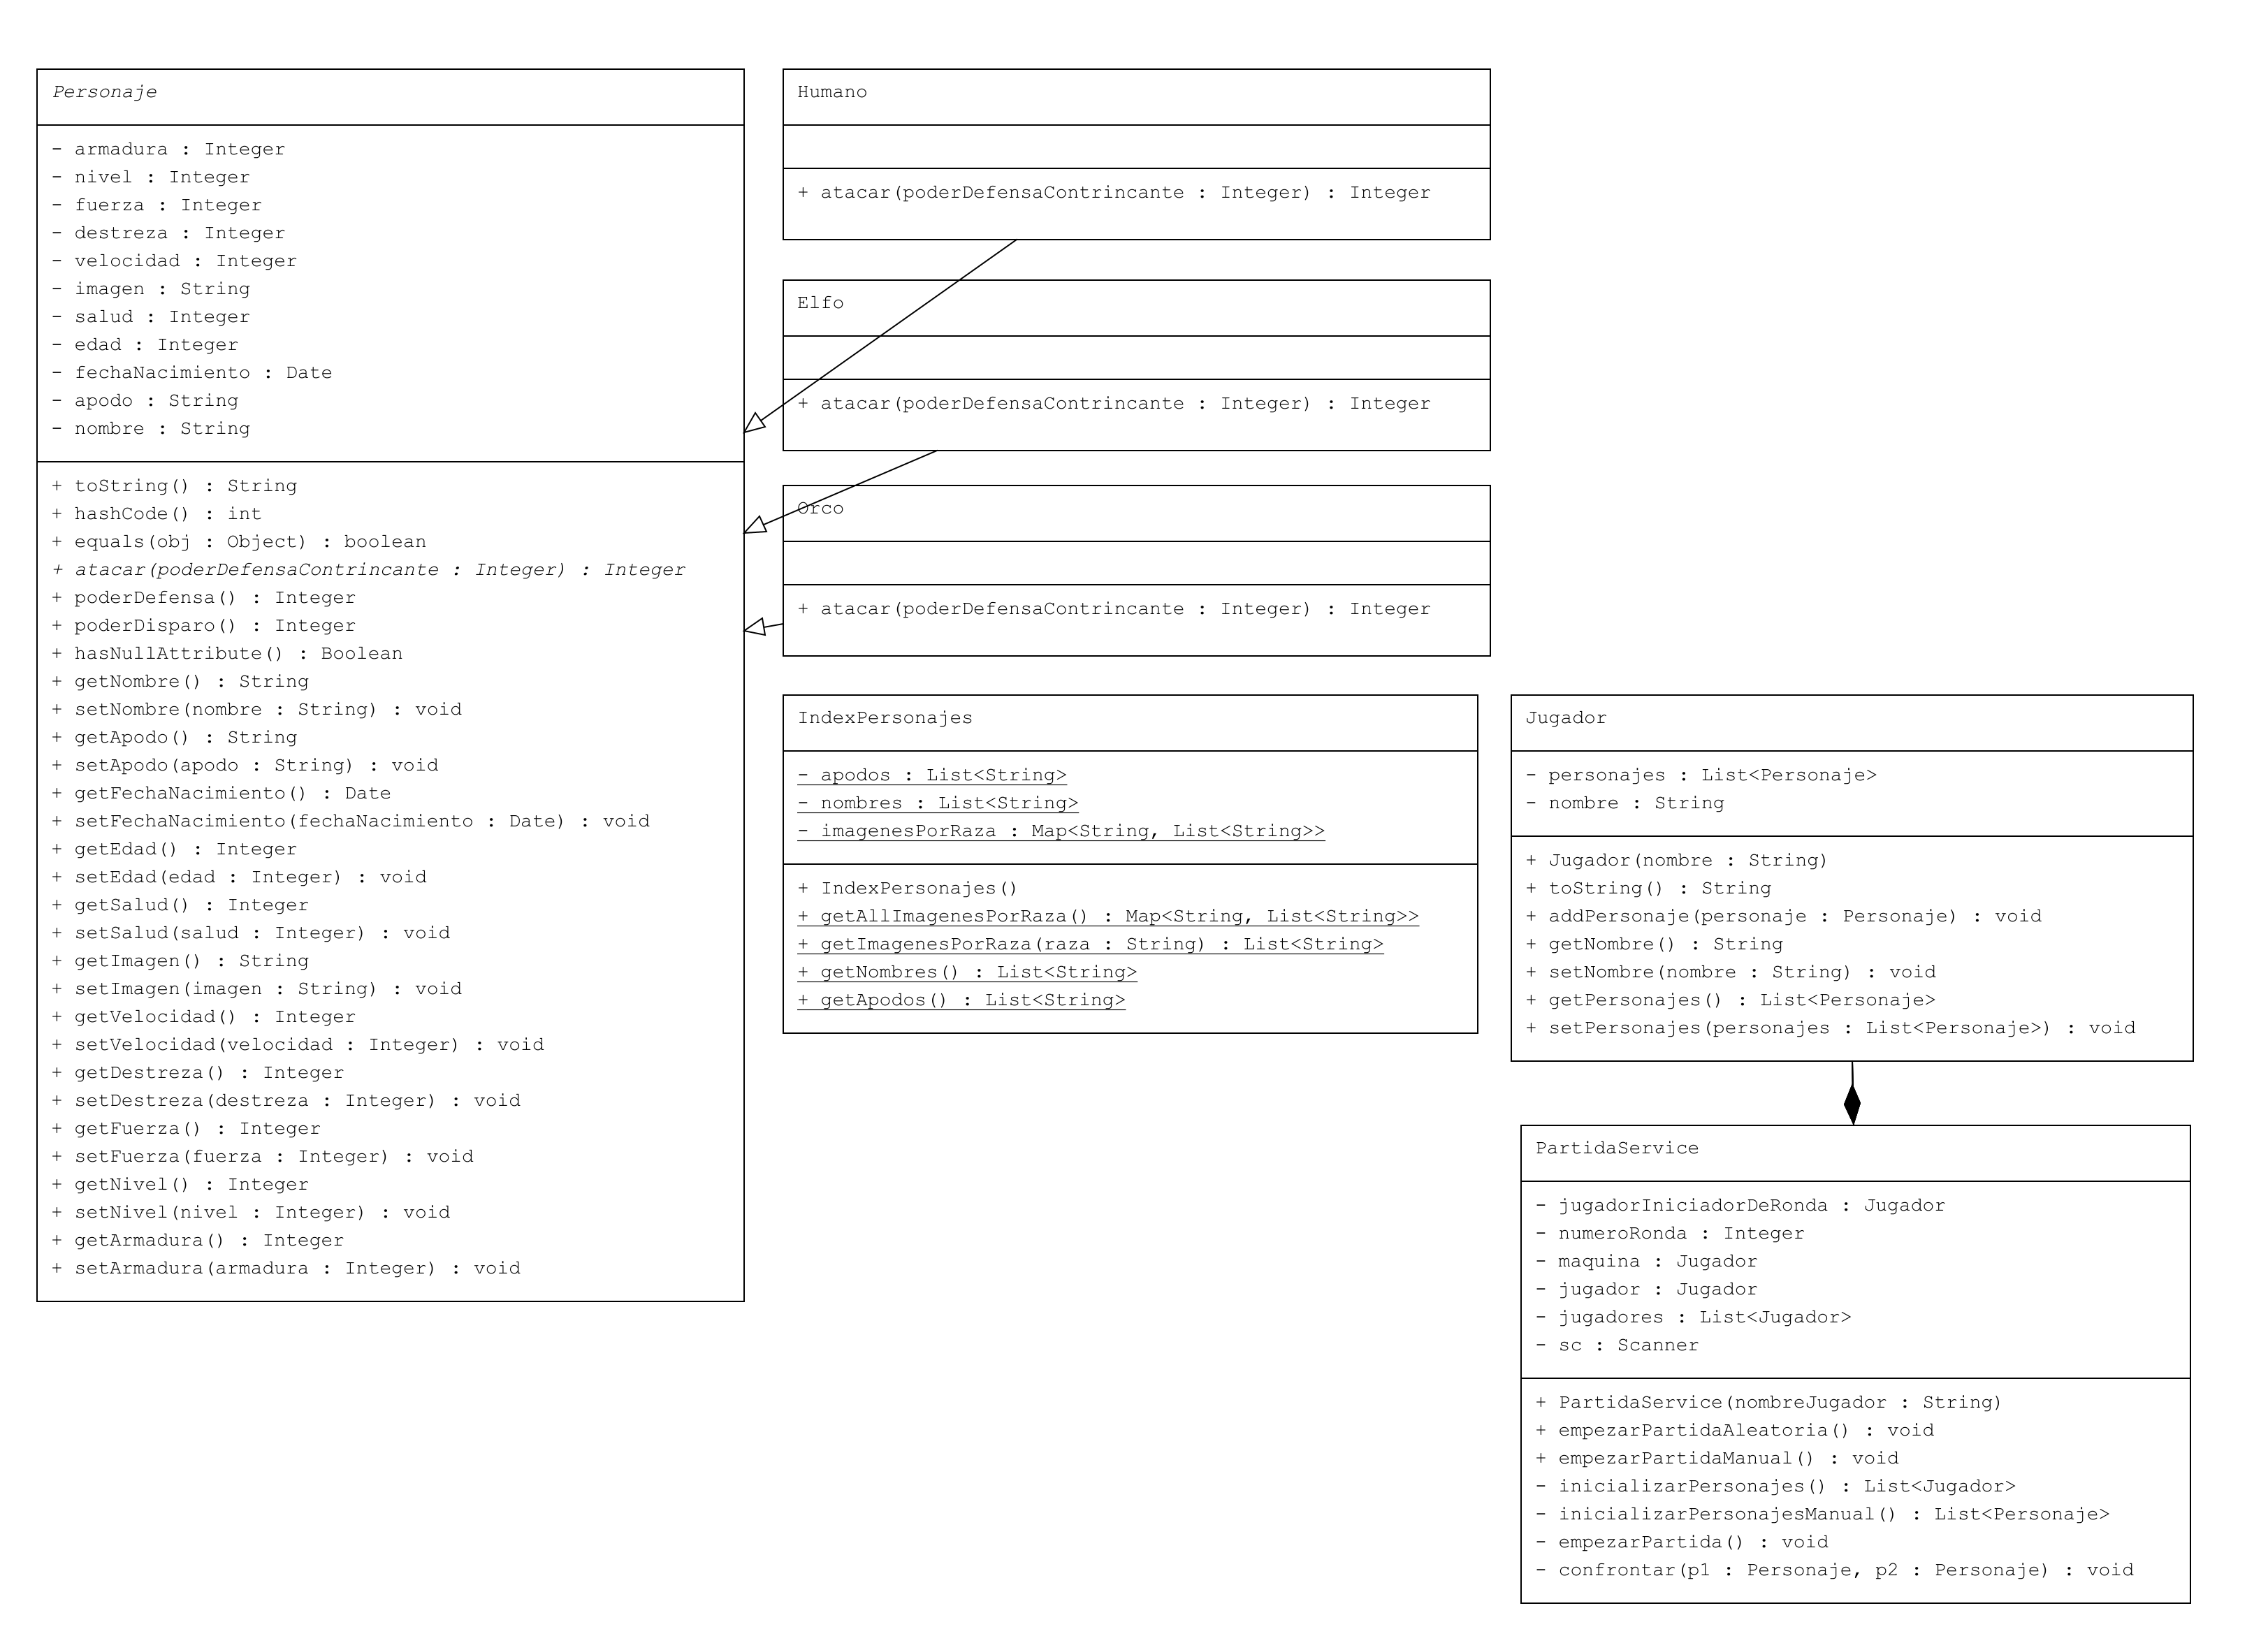 Personaje
- armadura : Integer
- nivel : Integer
- fuerza : Integer
- destreza : Integer
- velocidad : Integer
- imagen : String
- salud : Integer
- edad : Integer
- fechaNacimiento : Date
- apodo : String
- nombre : String
+ toString() : String
+ hashCode() : int
+ equals(obj : Object) : boolean
+ atacar(poderDefensaContrincante : Integer) : Integer
+ poderDefensa() : Integer
+ poderDisparo() : Integer
+ hasNullAttribute() : Boolean
+ getNombre() : String
+ setNombre(nombre : String) : void
+ getApodo() : String
+ setApodo(apodo : String) : void
+ getFechaNacimiento() : Date
+ setFechaNacimiento(fechaNacimiento : Date) : void
+ getEdad() : Integer
+ setEdad(edad : Integer) : void
+ getSalud() : Integer
+ setSalud(salud : Integer) : void
+ getImagen() : String
+ setImagen(imagen : String) : void
+ getVelocidad() : Integer
+ setVelocidad(velocidad : Integer) : void
+ getDestreza() : Integer
+ setDestreza(destreza : Integer) : void
+ getFuerza() : Integer
+ setFuerza(fuerza : Integer) : void
+ getNivel() : Integer
+ setNivel(nivel : Integer) : void
+ getArmadura() : Integer
+ setArmadura(armadura : Integer) : void
Humano
+ atacar(poderDefensaContrincante : Integer) : Integer
Elfo
+ atacar(poderDefensaContrincante : Integer) : Integer
Orco
+ atacar(poderDefensaContrincante : Integer) : Integer
IndexPersonajes
- apodos : List<String>
- nombres : List<String>
- imagenesPorRaza : Map<String, List<String>>
+ IndexPersonajes()
+ getAllImagenesPorRaza() : Map<String, List<String>>
+ getImagenesPorRaza(raza : String) : List<String>
+ getNombres() : List<String>
+ getApodos() : List<String>
Jugador
- personajes : List<Personaje>
- nombre : String
+ Jugador(nombre : String)
+ toString() : String
+ addPersonaje(personaje : Personaje) : void
+ getNombre() : String
+ setNombre(nombre : String) : void
+ getPersonajes() : List<Personaje>
+ setPersonajes(personajes : List<Personaje>) : void
PartidaService
- jugadorIniciadorDeRonda : Jugador
- numeroRonda : Integer
- maquina : Jugador
- jugador : Jugador
- jugadores : List<Jugador>
- sc : Scanner
+ PartidaService(nombreJugador : String)
+ empezarPartidaAleatoria() : void
+ empezarPartidaManual() : void
- inicializarPersonajes() : List<Jugador>
- inicializarPersonajesManual() : List<Personaje>
- empezarPartida() : void
- confrontar(p1 : Personaje, p2 : Personaje) : void